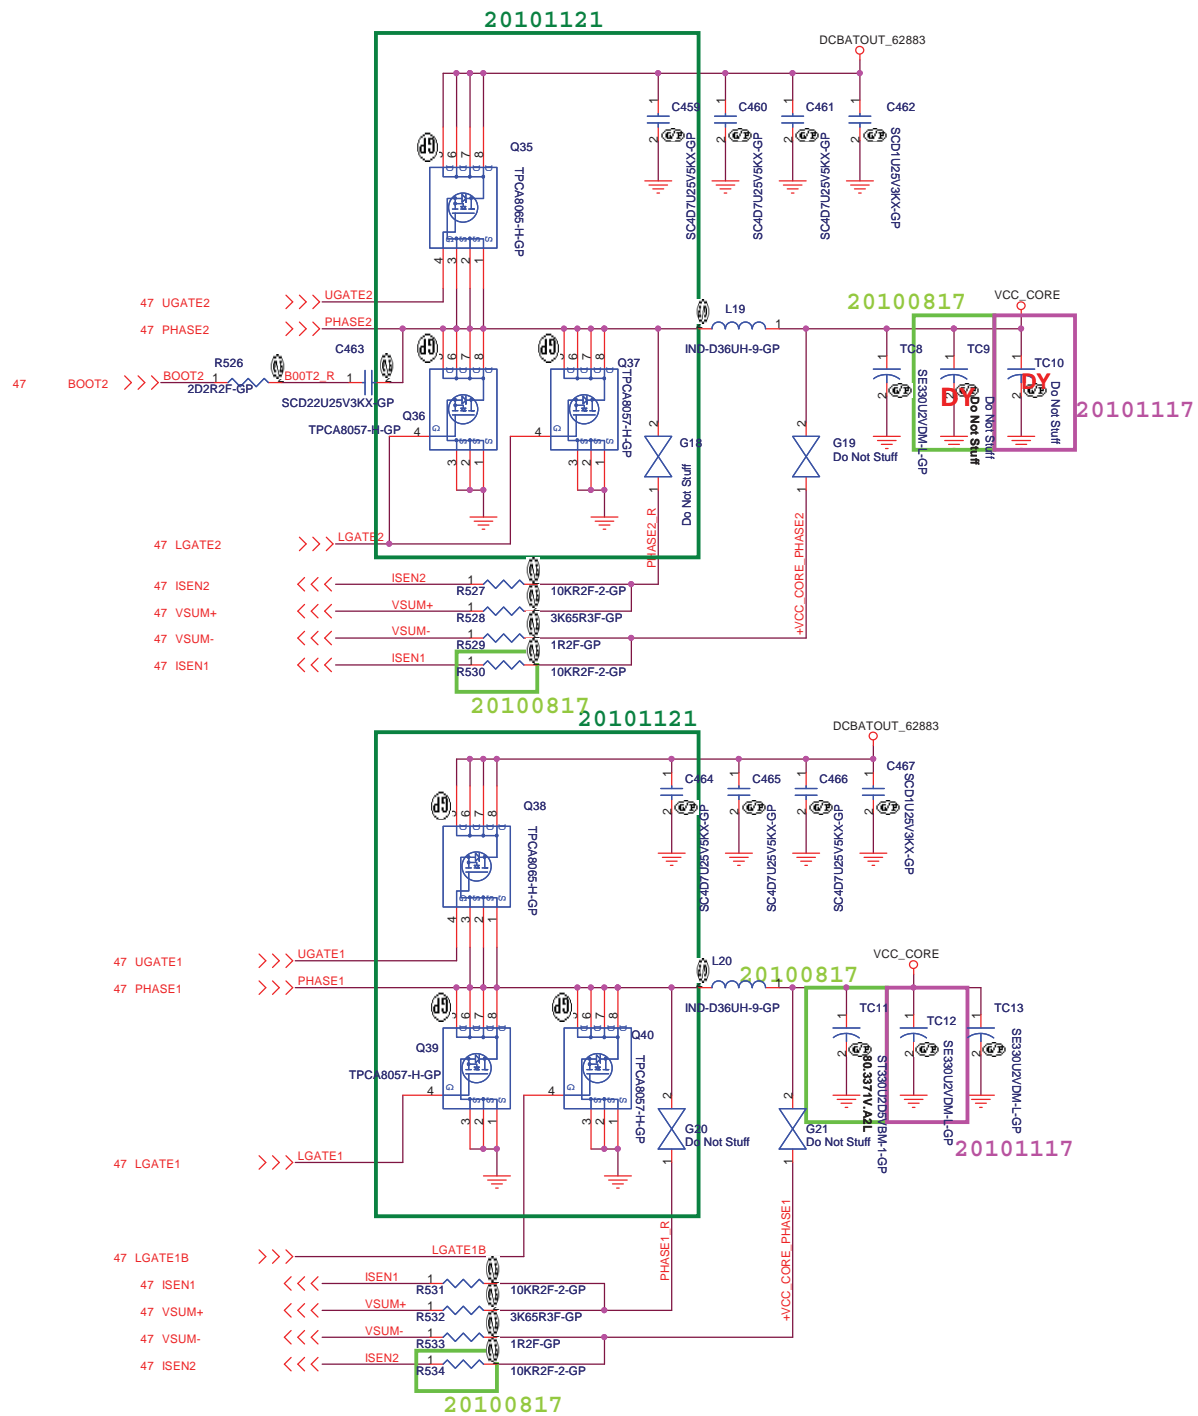 20101121
DCBATOUT_62883
C459
C460
C461
C462
SC4D7U25V5KX-GP
SC4D7U25V5KX-GP
SC4D7U25V5KX-GP
SCD1U25V3KX-GP
Q35
TPCA8065-H-GP
47 UGATE2
UGATE2
47 PHASE2
PHASE2
47 BOOT2
BOOT2
R526
2D2R2F-GP
BOOT2_R
C463
SCD22U25V3KX-GP
Q36
TPCA8057-H-GP
Q37
TPCA8057-H-GP
L19
IND-D36UH-9-GP
20100817
VCC_CORE
TC8
SE330U2VDM-L-GP
TC9
DY
Do Not Stuff
Do Not Stuff
TC10
DY
Do Not Stuff
20101117
G18
Do Not Stuff
G19
Do Not Stuff
PHASE2_R
+VCC_CORE_PHASE2
47 LGATE2
LGATE2
47 ISEN2
ISEN2
R527
10KR2F-2-GP
47 VSUM+
VSUM+
R528
3K65R3F-GP
47 VSUM-
VSUM-
R529
1R2F-GP
47 ISEN1
ISEN1
R530
10KR2F-2-GP
20100817
20101121
DCBATOUT_62883
C464
C465
C466
C467
SC4D7U25V5KX-GP
SC4D7U25V5KX-GP
SC4D7U25V5KX-GP
SCD1U25V3KX-GP
Q38
TPCA8065-H-GP
47 UGATE1
UGATE1
47 PHASE1
PHASE1
L20
IND-D36UH-9-GP
20100817
VCC_CORE
Q39
TPCA8057-H-GP
Q40
TPCA8057-H-GP
TC11
80.3371V.A2L
ST330U2D5VBM-1-GP
TC12
SE330U2VDM-L-GP
TC13
SE330U2VDM-L-GP
20101117
G20
Do Not Stuff
G21
Do Not Stuff
47 LGATE1
LGATE1
PHASE1_R
+VCC_CORE_PHASE1
47 LGATE1B
LGATE1B
47 ISEN1
ISEN1
R531
10KR2F-2-GP
47 VSUM+
VSUM+
R532
3K65R3F-GP
47 VSUM-
VSUM-
R533
1R2F-GP
47 ISEN2
ISEN2
R534
10KR2F-2-GP
20100817